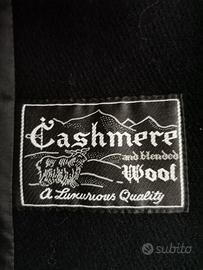 Cashmere
and blended
Wool
A Luxurious Quality
subito